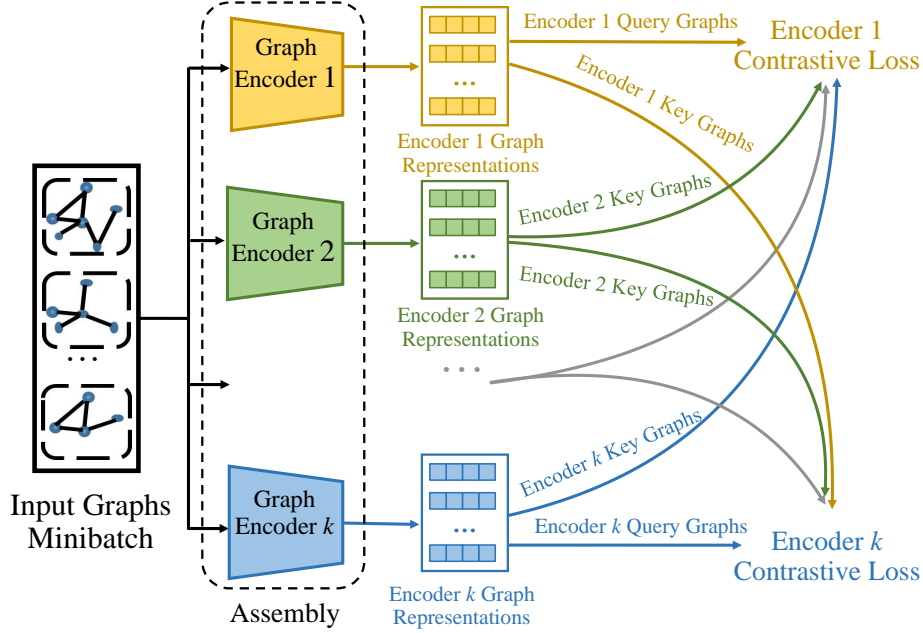 Graph
Encoder 1
Encoder 1 Query Graphs
Encoder 1
Contrastive Loss
...
Encoder 1 Key Graphs
Encoder 1 Graph
Representations
Graph
Encoder 2
Encoder 2 Key Graphs
...
Encoder 2 Key Graphs
Encoder 2 Graph
Representations
...
...
Input Graphs
Minibatch
Graph
Encoder k
Encoder k Key Graphs
...
Encoder k Query Graphs
Encoder k
Contrastive Loss
Encoder k Graph
Representations
Assembly